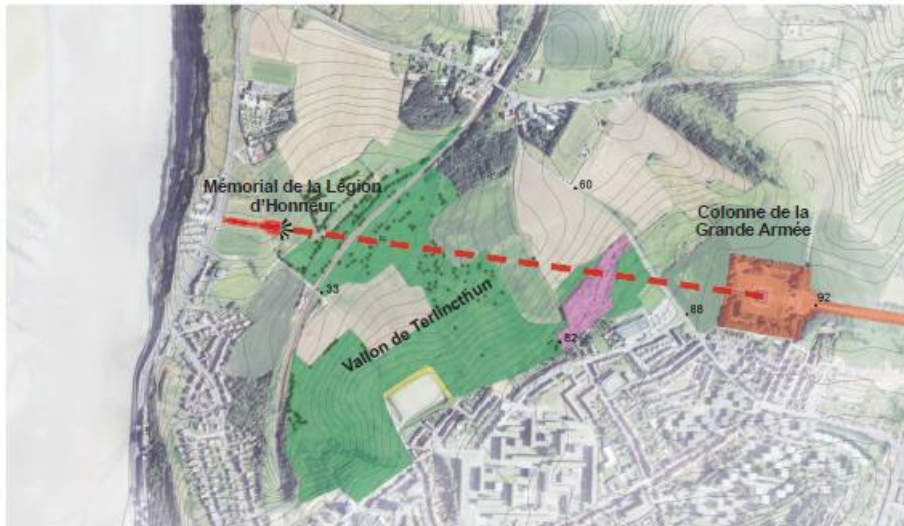 Mémorial de la Légion
d'Honneur
60
Colonne de la
Grande Armée
33
92
88
Vallon de Terlincthun
82